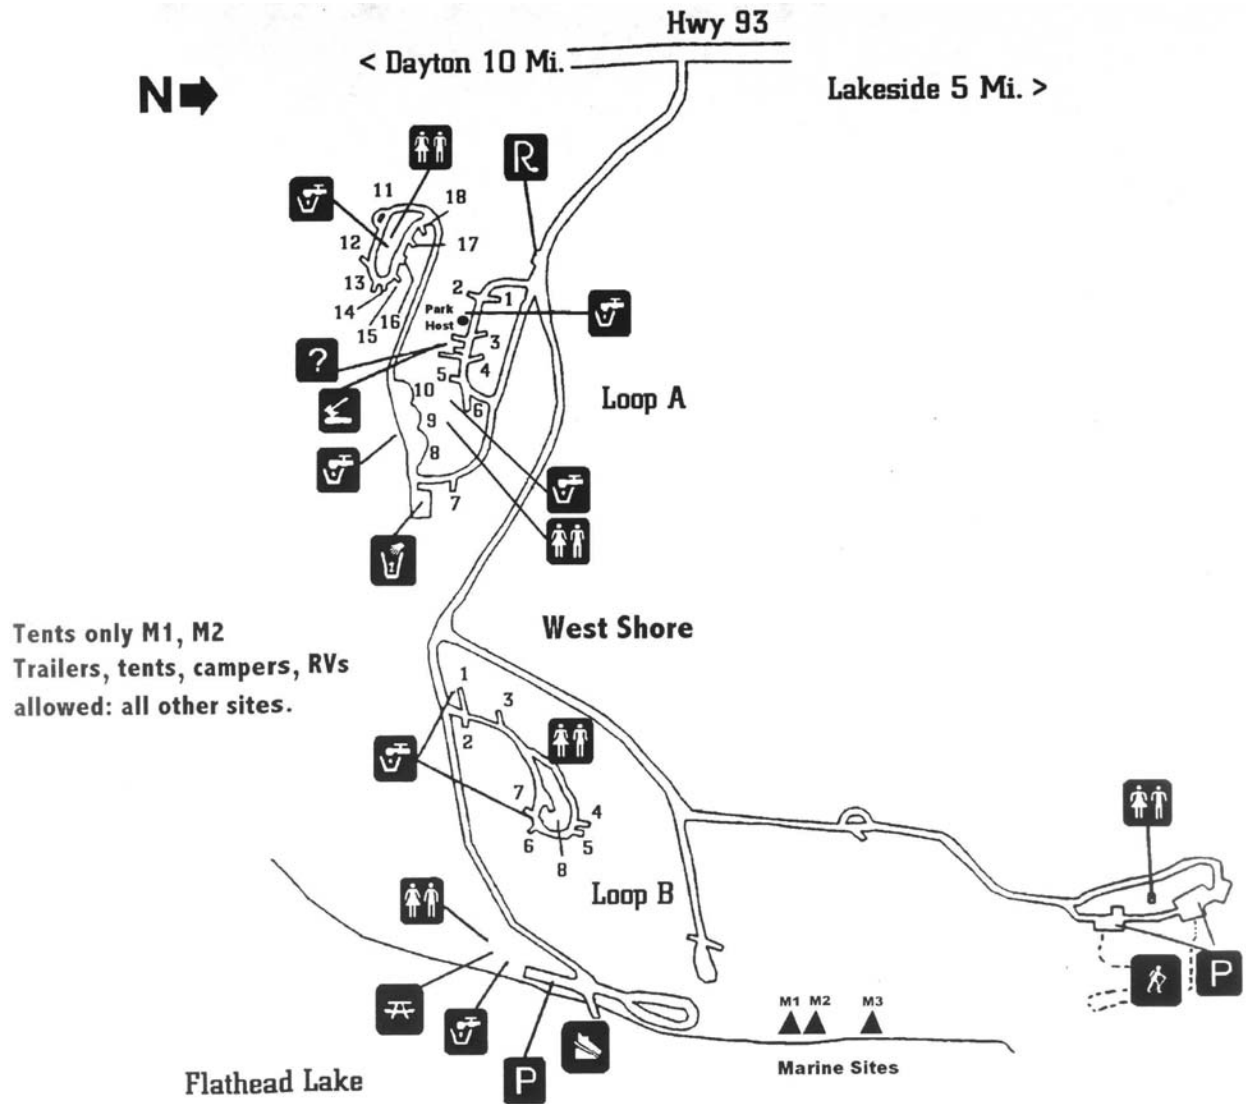 Hwy 93
< Dayton 10 Mi.
Lakeside 5 Mi. >
N
R
11
18
12
17
13
14
15
16
2
1
Park
Host
3
?
5
4
10
6
Loop A
9
8
7
West Shore
Tents only M1, M2
Trailers, tents, campers, RVs
allowed: all other sites.
1
3
2
7
4
6
5
8
Loop B
P
M1 M2 M3
Marine Sites
P
Flathead Lake